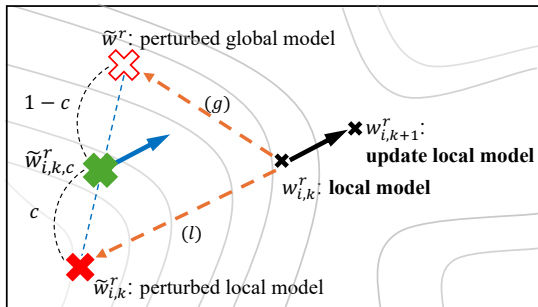 w̃^r: perturbed global model
1 − c
(g)
w^r_{i,k+1}:
update local model
w̃^r_{i,k,c}
w^r_{i,k}: local model
c
(l)
w̃^r_{i,k}: perturbed local model